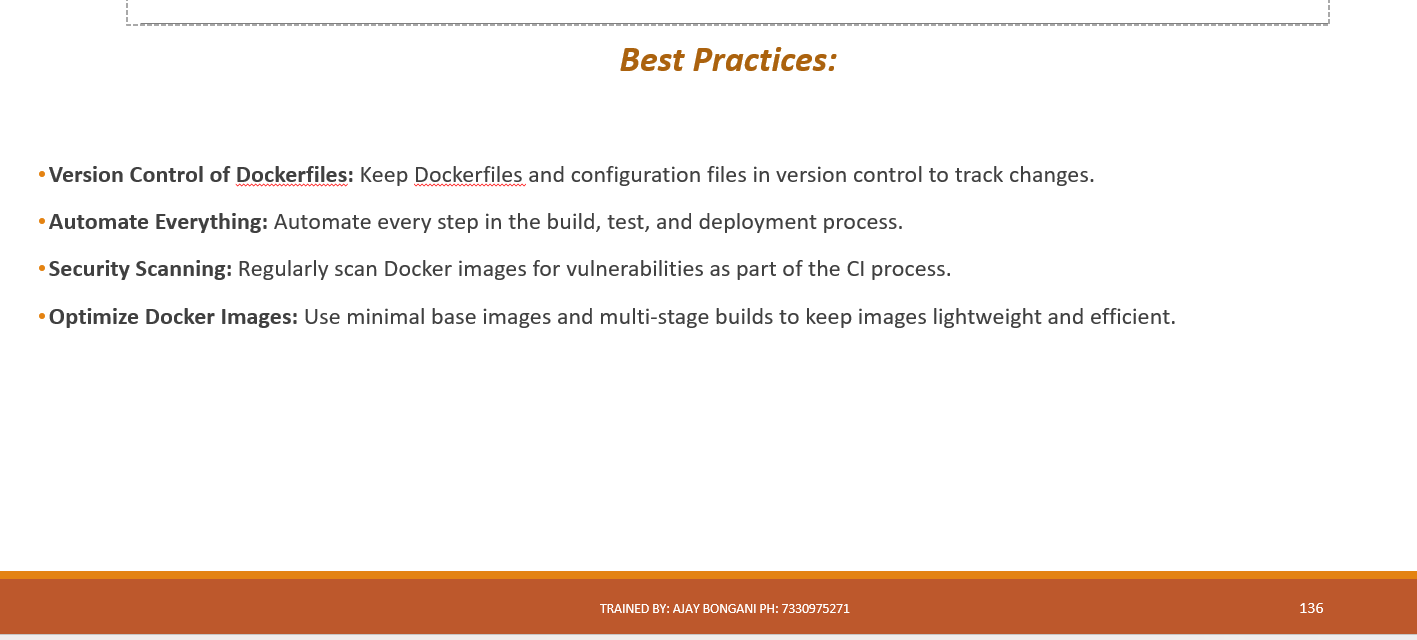 Best Practices:
•Version Control of Dockerfiles: Keep Dockerfiles and configuration files in version control to track changes.
•Automate Everything: Automate every step in the build, test, and deployment process.
•Security Scanning: Regularly scan Docker images for vulnerabilities as part of the CI process.
•Optimize Docker Images: Use minimal base images and multi-stage builds to keep images lightweight and efficient.
TRAINED BY: AJAY BONGANI PH: 7330975271
136